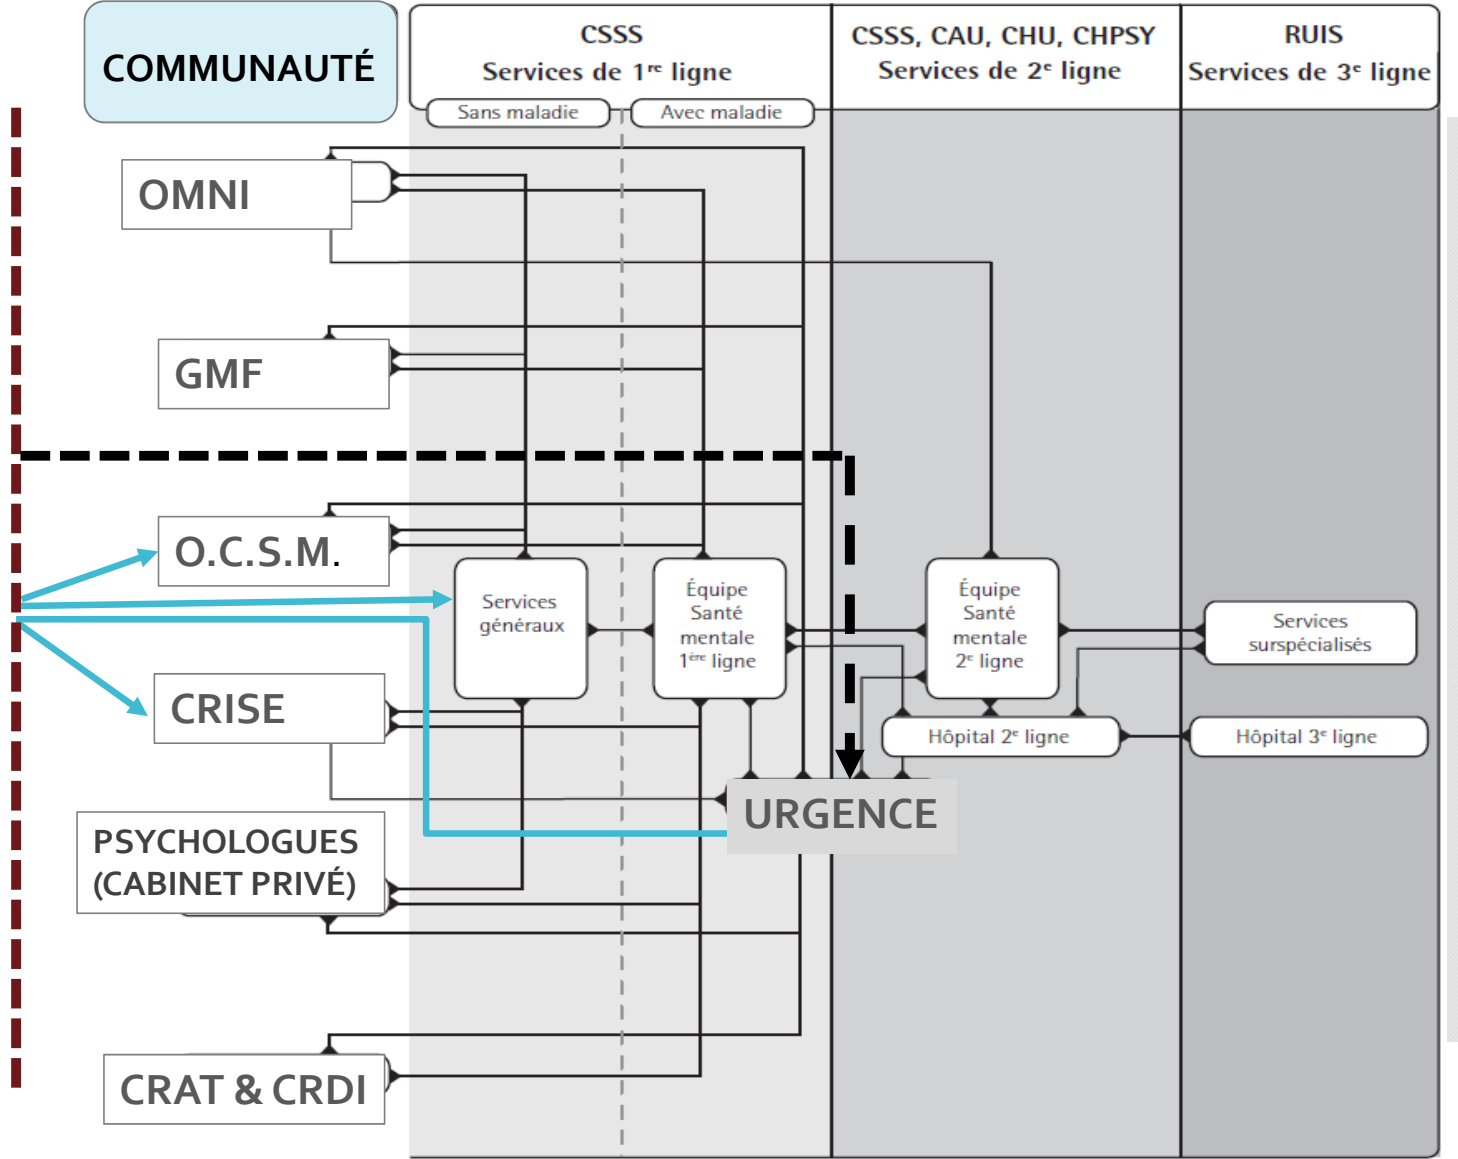 COMMUNAUTÉ
CSSS
Services de 1re ligne
CSSS, CAU, CHU, CHPSY
Services de 2e ligne
RUIS
Services de 3e ligne
Sans maladie
Avec maladie
OMNI
GMF
O.C.S.M.
Services
généraux
Équipe
Santé
mentale
1ère ligne
Équipe
Santé
mentale
2e ligne
Services
surspécialisés
CRISE
Hôpital 2e ligne
Hôpital 3e ligne
URGENCE
PSYCHOLOGUES
(CABINET PRIVÉ)
CRAT & CRDI